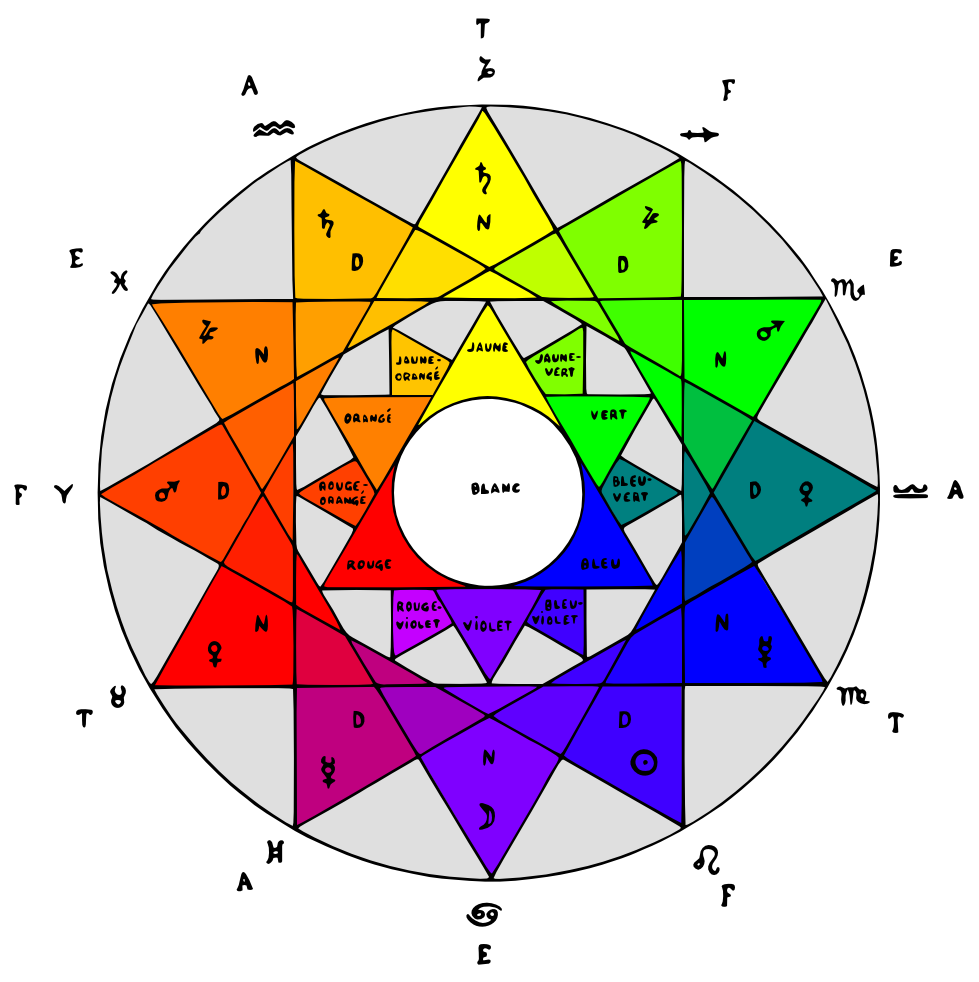 T
♑
A
F
♒
♐
♄
N
♄
D
♃
D
E
E
♓
♏
♃
N
♂
N
JAUNE
JAUNE-
ORANGÉ
JAUNE-
VERT
ORANGÉ
VERT
F
♈
♂
D
ROUGE-
ORANGÉ
BLANC
BLEU-
VERT
D
♀
♎
A
ROUGE
BLEU
♀
N
ROUGE-
VIOLET
VIOLET
BLEU-
VIOLET
N
☿
T
♉
♍
T
D
☿
N
☽
D
☉
♊
A
♌
F
♋
E